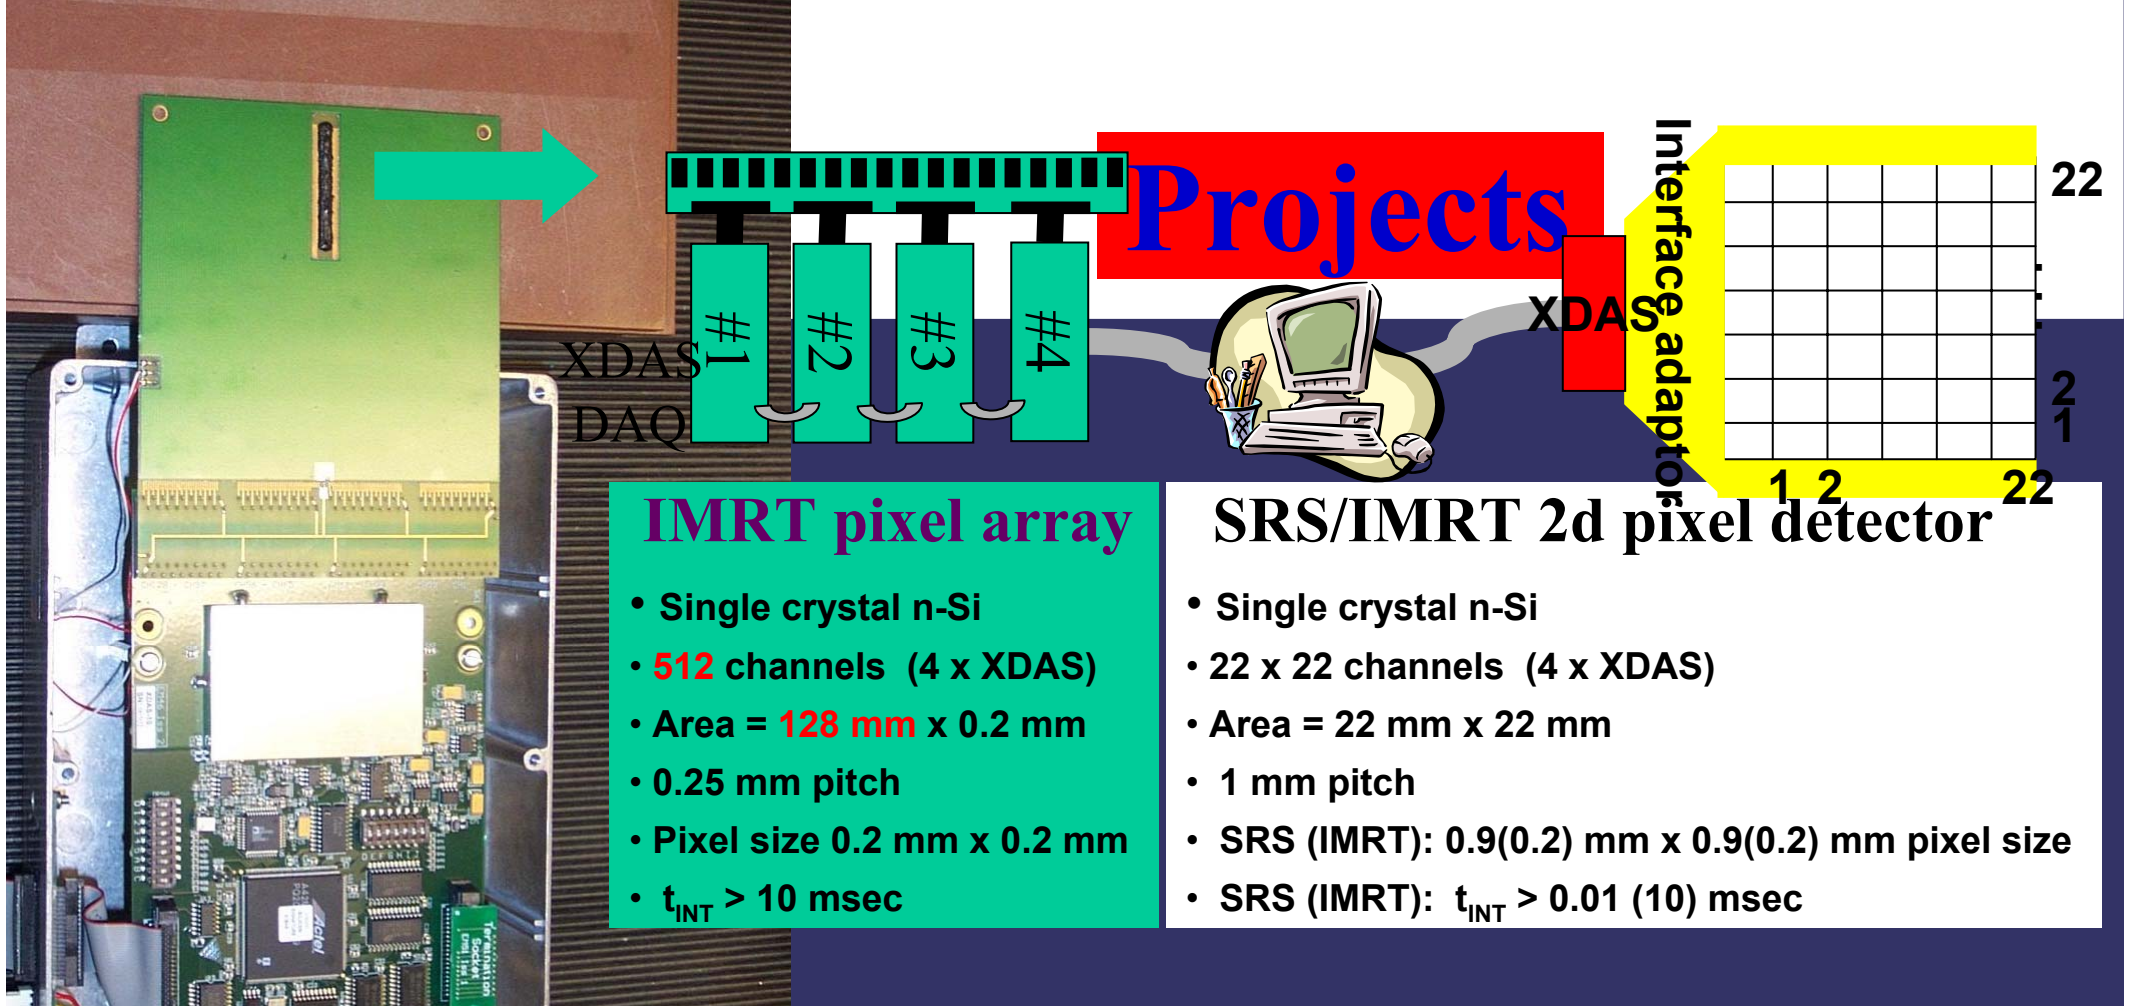 Projects
Interface adaptor
22
:
:
2
1
1 2 22
XDAS
#1 #2 #3 #4
XDAS
DAQ
IMRT pixel array
• Single crystal n-Si
• 512 channels (4 x XDAS)
• Area = 128 mm x 0.2 mm
• 0.25 mm pitch
• Pixel size 0.2 mm x 0.2 mm
• tINT > 10 msec
SRS/IMRT 2d pixel detector
• Single crystal n-Si
• 22 x 22 channels (4 x XDAS)
• Area = 22 mm x 22 mm
• 1 mm pitch
• SRS (IMRT): 0.9(0.2) mm x 0.9(0.2) mm pixel size
• SRS (IMRT): tINT > 0.01 (10) msec
Actel
Termination
Socket